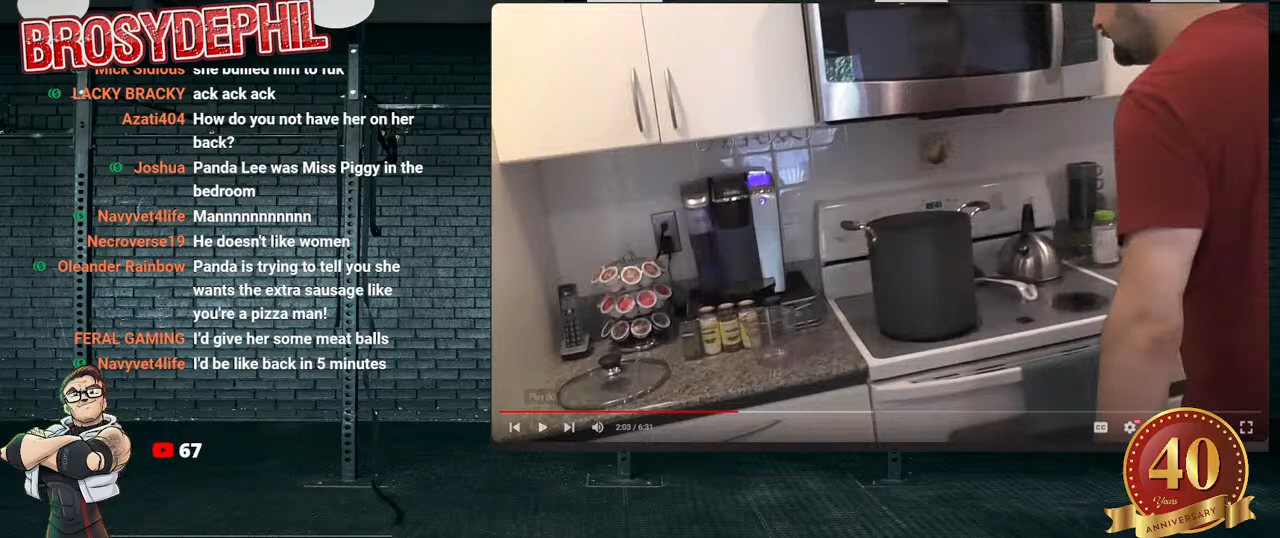 BROSYDEPHIL
Mick Sidious she bullied him to fuk
LACKY BRACKY ack ack ack
Azati404 How do you not have her on her
back?
Joshua Panda Lee was Miss Piggy in the
bedroom
Navyvet4life Mannnnnnnnnnn
Necroverse19 He doesn't like women
Oleander Rainbow Panda is trying to tell you she
wants the extra sausage like
you're a pizza man!
FERAL GAMING I'd give her some meat balls
Navyvet4life I'd be like back in 5 minutes
67
Play (k)
2:03 / 6:31
CC
40
Years
ANNIVERSARY